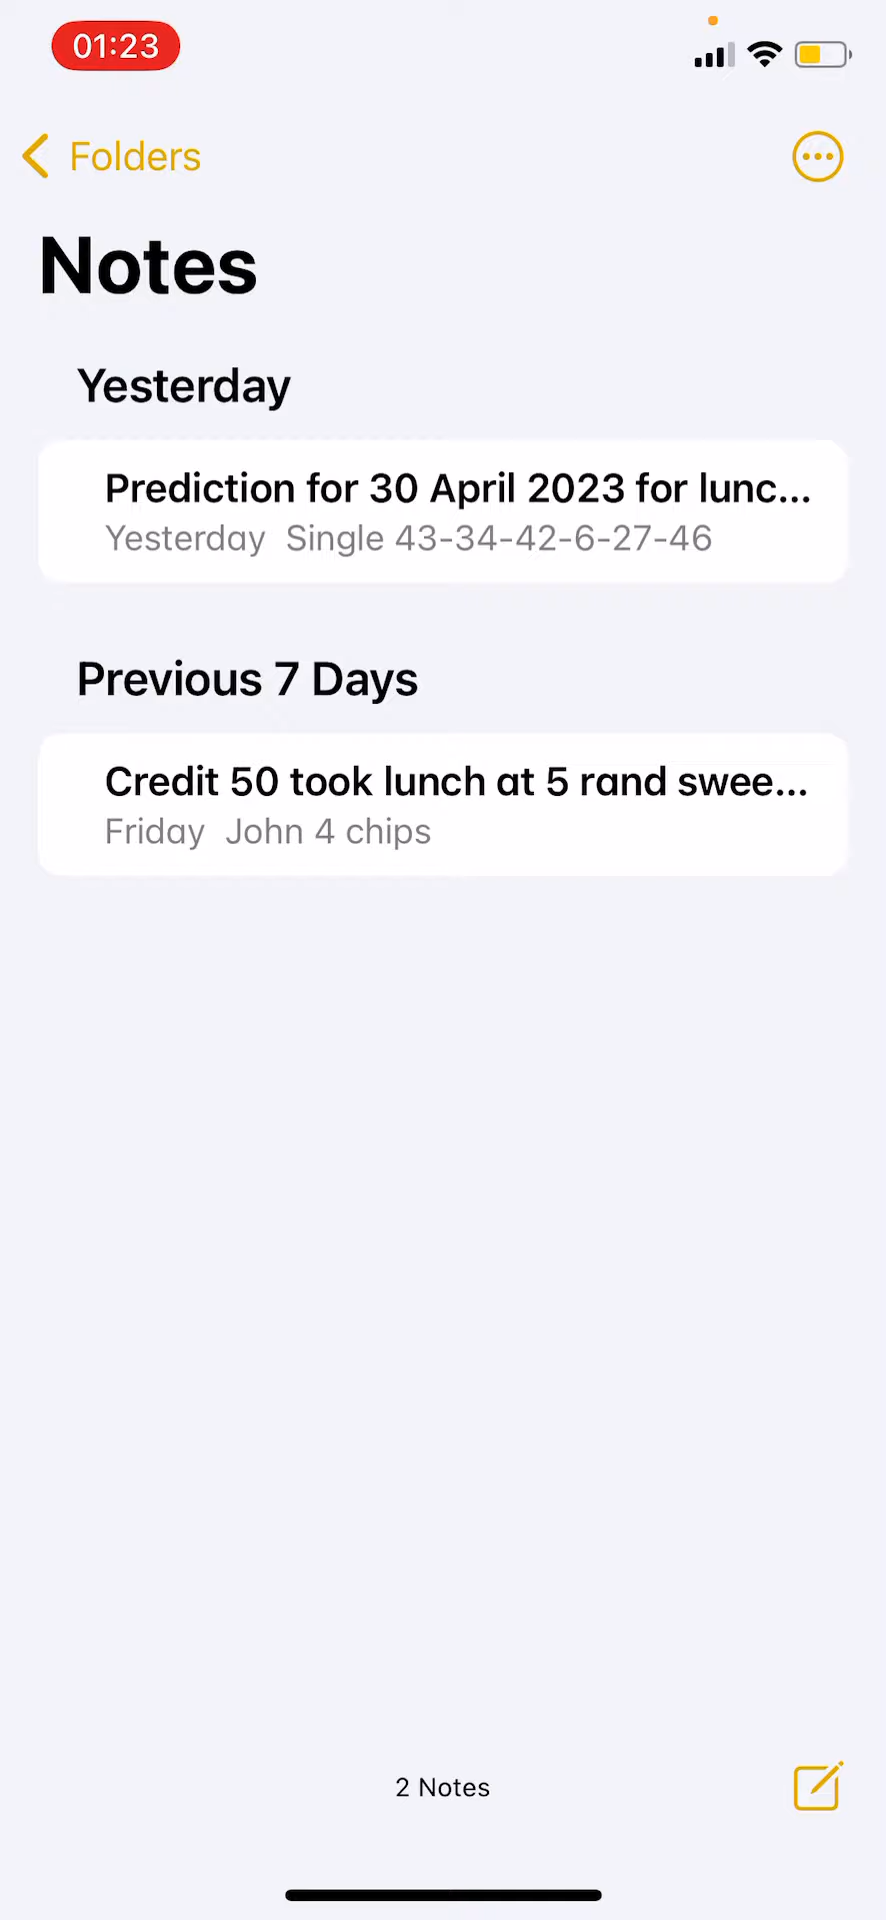 01:23
Folders
Notes
Yesterday
Prediction for 30 April 2023 for lunc...
Yesterday Single 43-34-42-6-27-46
Previous 7 Days
Credit 50 took lunch at 5 rand swee...
Friday John 4 chips
2 Notes